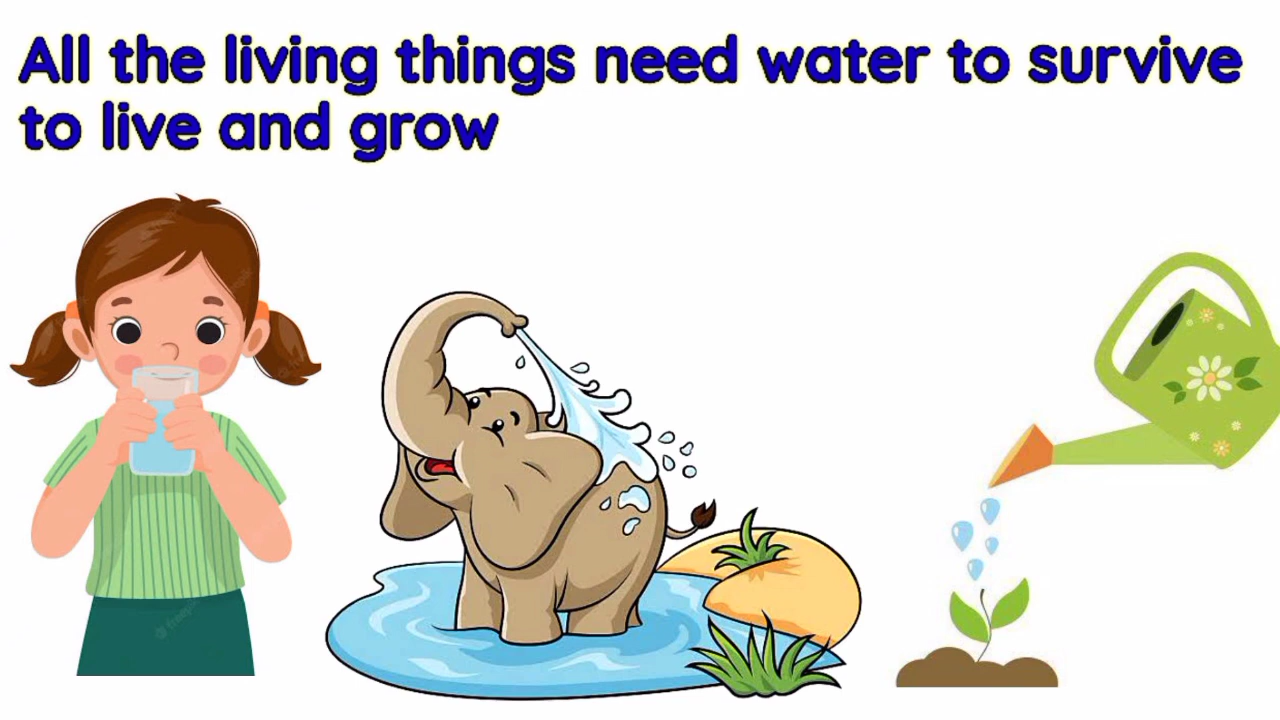 All the living things need water to survive
to live and grow